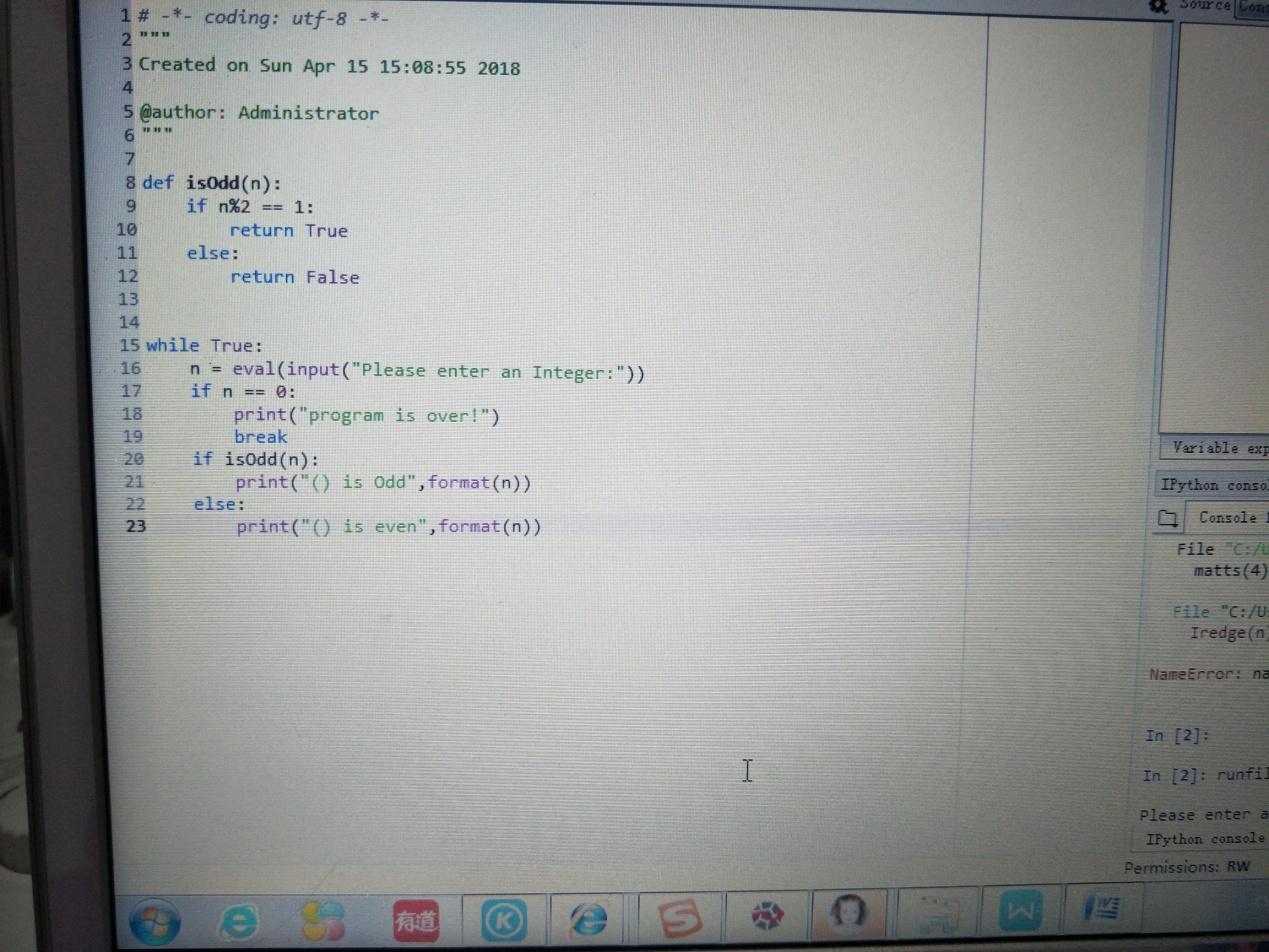 1 # -*- coding: utf-8 -*-
2 """
3 Created on Sun Apr 15 15:08:55 2018
4
5 @author: Administrator
6 """
7
8 def isOdd(n):
9     if n%2 == 1:
10         return True
11     else:
12         return False
13
14
15 while True:
16     n = eval(input("Please enter an Integer:"))
17     if n == 0:
18         print("program is over!")
19         break
20     if isOdd(n):
21         print("() is Odd",format(n))
22     else:
23         print("() is even",format(n))
Source
Variable
IPython
Console
File "C:/U
matts(4)
File "C:/U
Iredge(n)
NameError:
In [2]:
In [2]:
Please enter
IPython console
Permissions: RW
有道
K
S
W